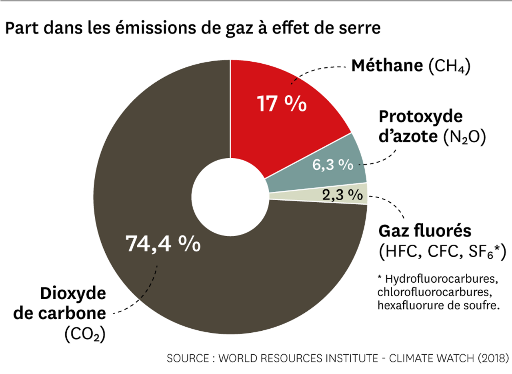 Part dans les émissions de gaz à effet de serre
Méthane (CH₄)
17 %
Protoxyde
d'azote (N₂O)
6,3 %
2,3 %
Gaz fluorés
(HFC, CFC, SF₆*)
74,4 %
* Hydrofluorocarbures,
chlorofluorocarbures,
hexafluorure de soufre.
Dioxyde
de carbone
(CO₂)
SOURCE : WORLD RESOURCES INSTITUTE - CLIMATE WATCH (2018)